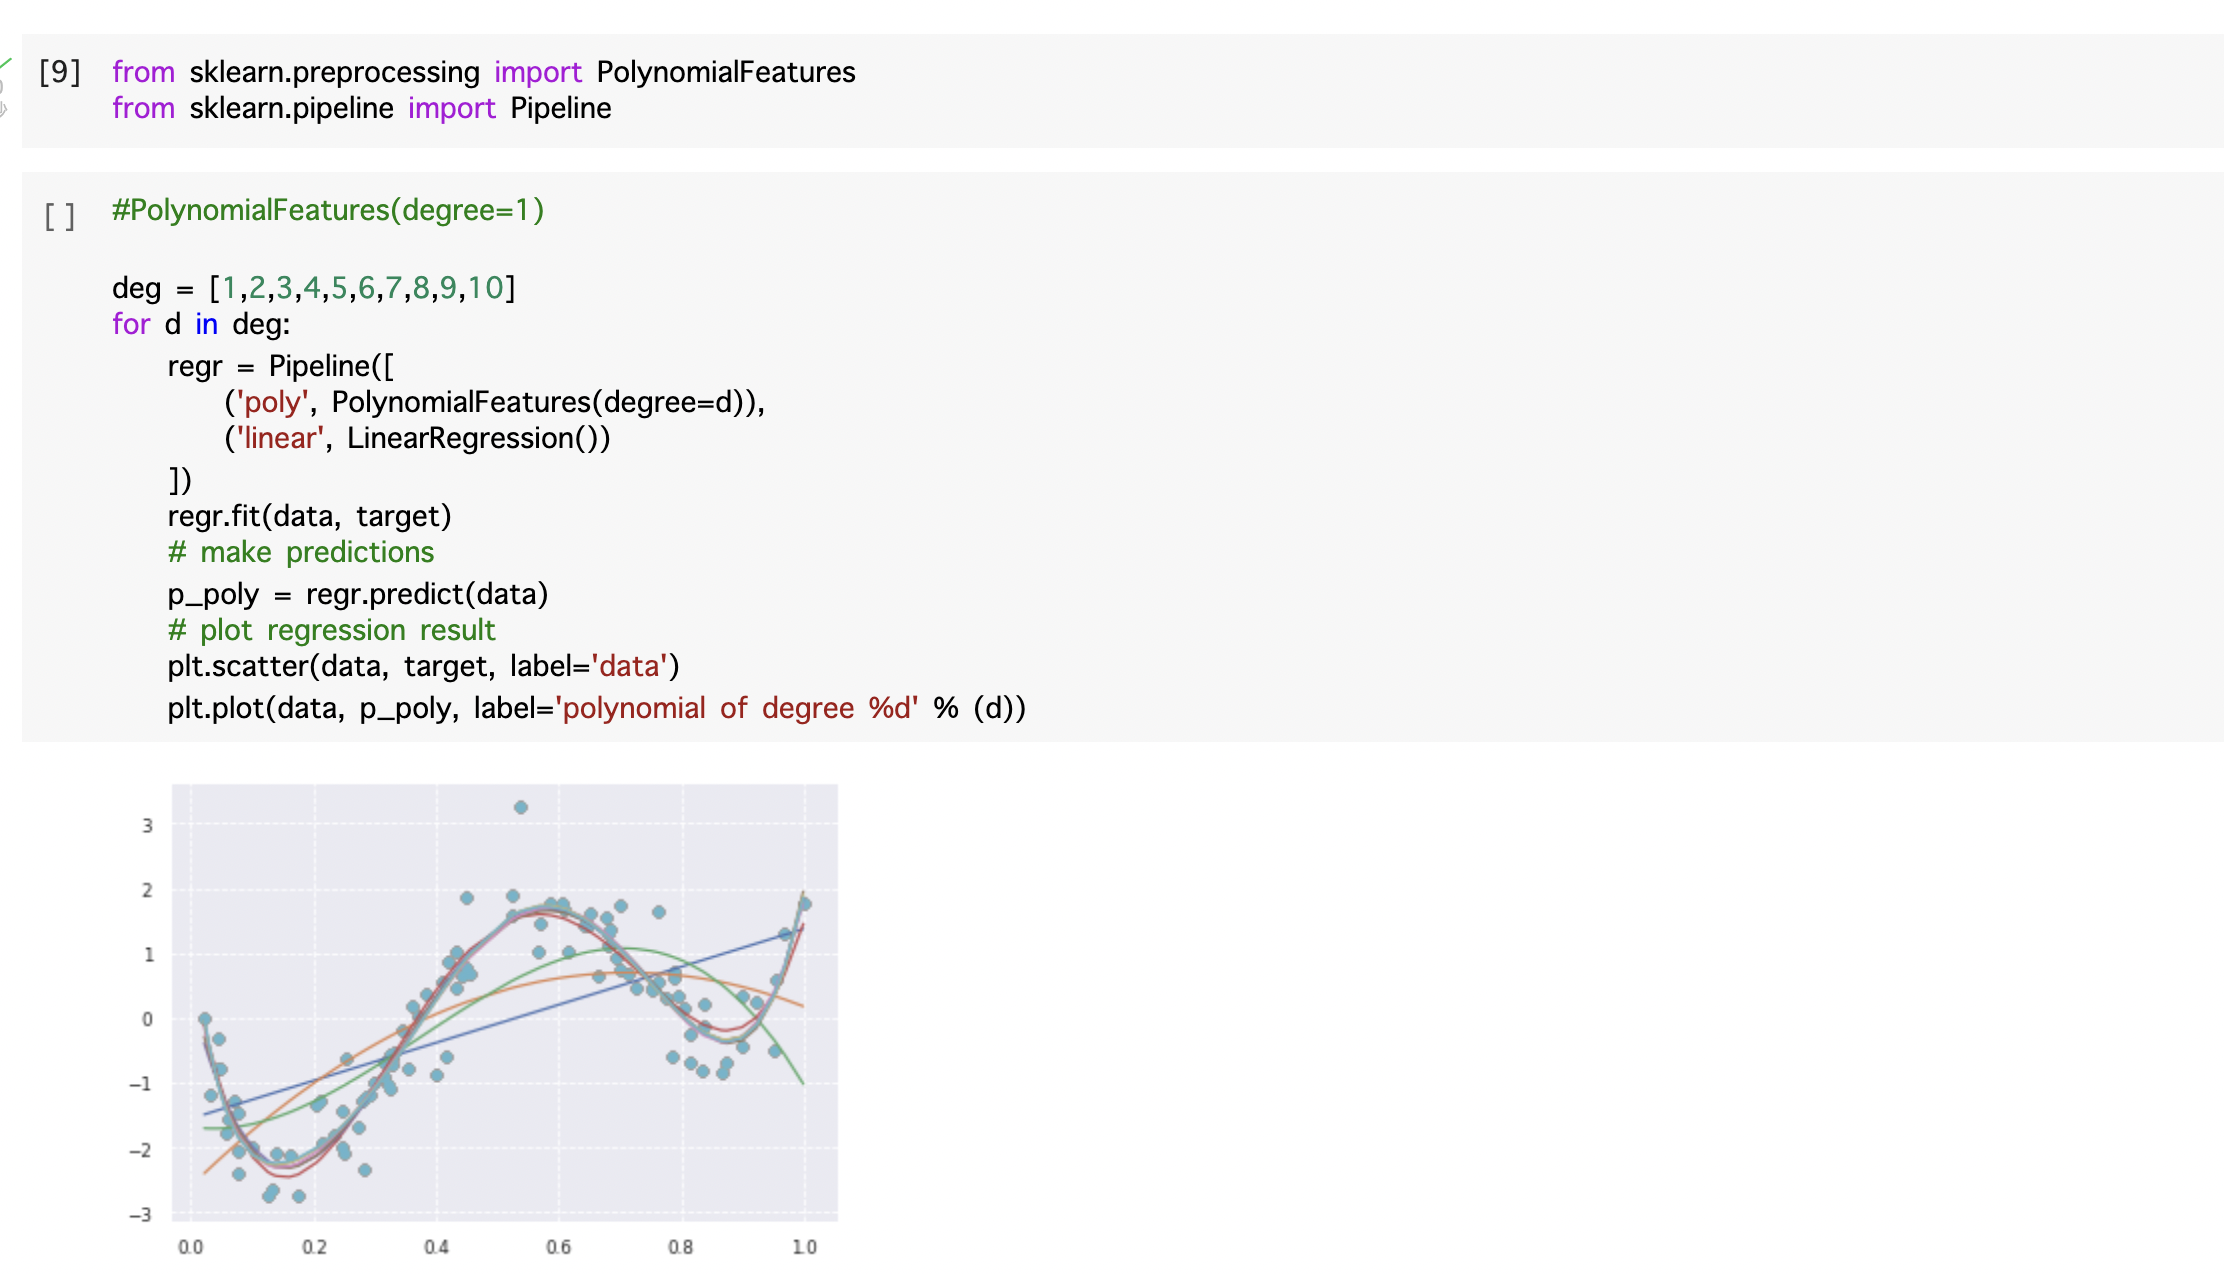 [9] from sklearn.preprocessing import PolynomialFeatures
from sklearn.pipeline import Pipeline
[ ] #PolynomialFeatures(degree=1)
deg = [1,2,3,4,5,6,7,8,9,10]
for d in deg:
regr = Pipeline([
('poly', PolynomialFeatures(degree=d)),
('linear', LinearRegression())
])
regr.fit(data, target)
# make predictions
p_poly = regr.predict(data)
# plot regression result
plt.scatter(data, target, label='data')
plt.plot(data, p_poly, label='polynomial of degree %d' % (d))
3
2
1
0
−1
−2
−3
0.0 0.2 0.4 0.6 0.8 1.0